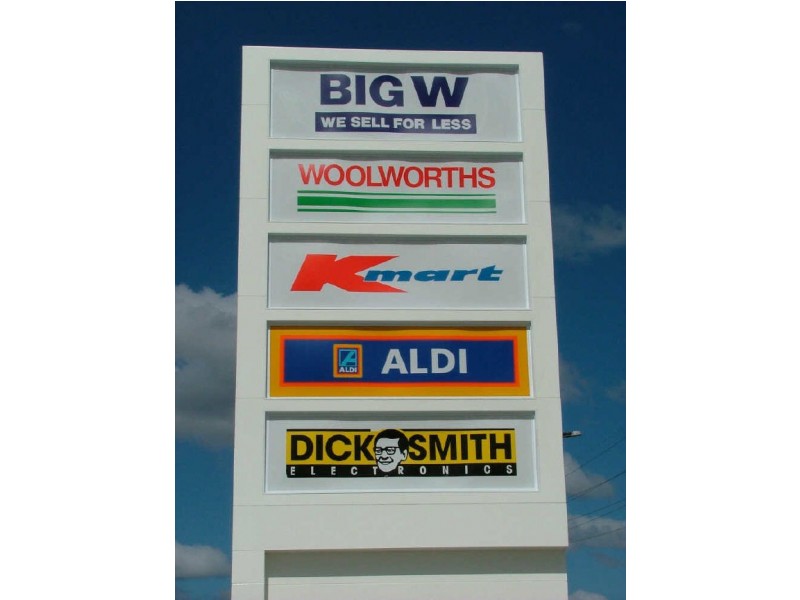 BIG W
WE SELL FOR LESS
WOOLWORTHS
Kmart
ALDI ALDI
DICK SMITH
ELECTRONICS